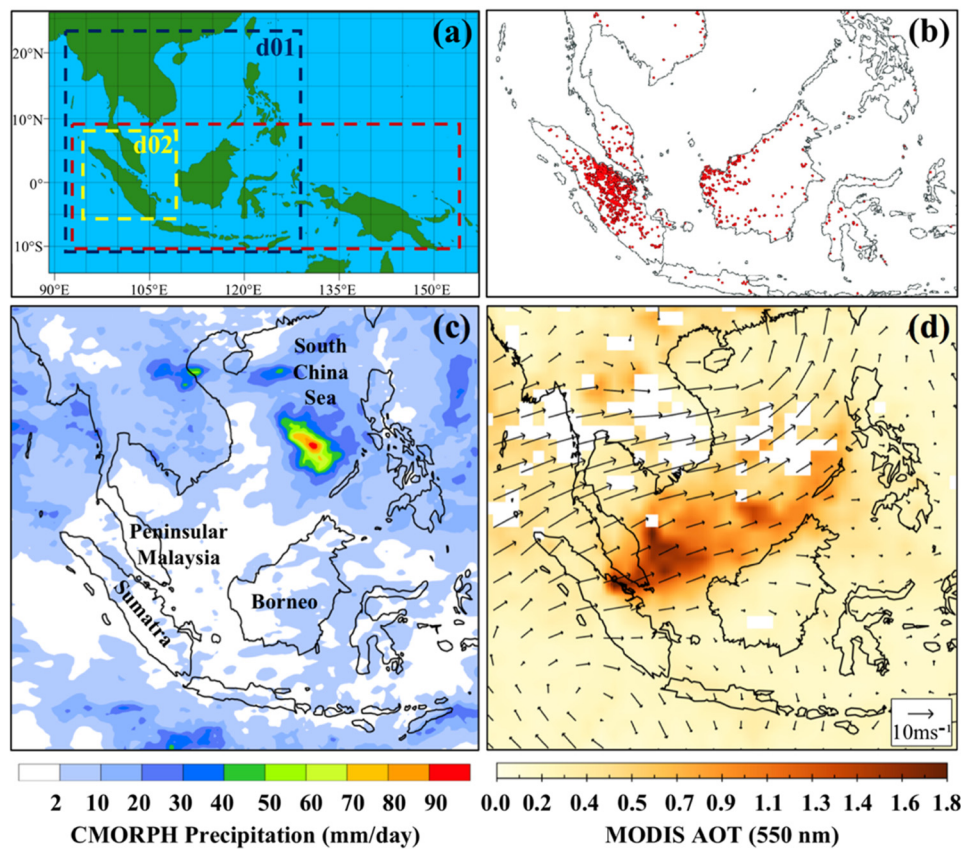 (a)
d01
d02
20°N
10°N
0°
10°S
90°E 105°E 120°E 135°E 150°E
(b)
(c)
South
China
Sea
Peninsular
Malaysia
Sumatra
Borneo
(d)
10ms⁻¹
2 10 20 30 40 50 60 70 80 90
CMORPH Precipitation (mm/day)
0.0 0.2 0.4 0.5 0.7 0.9 1.1 1.3 1.4 1.6 1.8
MODIS AOT (550 nm)